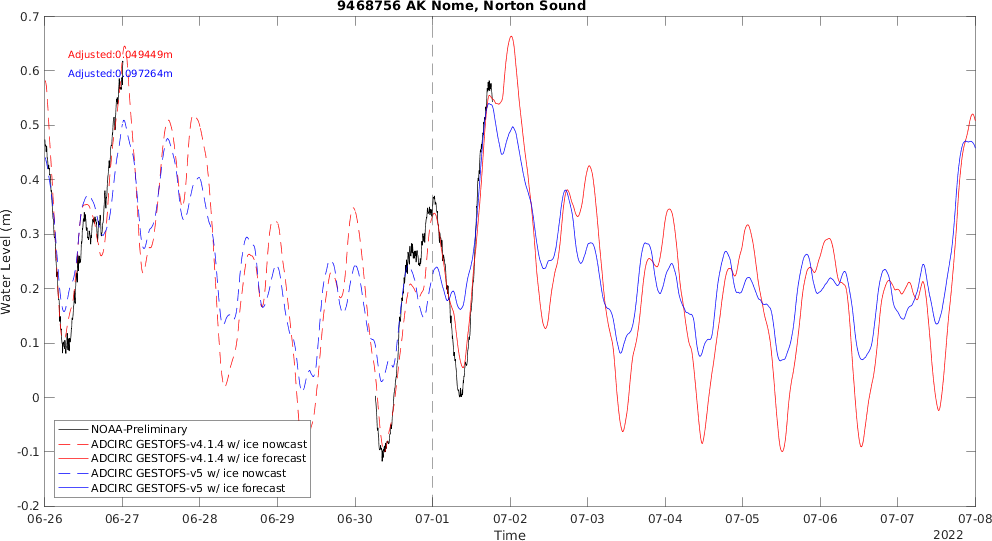 9468756 AK Nome, Norton Sound
0.7
0.6
0.5
0.4
0.3
0.2
0.1
0
-0.1
-0.2
Water Level (m)
Adjusted:0.049449m
Adjusted:0.097264m
NOAA-Preliminary
ADCIRC GESTOFS-v4.1.4 w/ ice nowcast
ADCIRC GESTOFS-v4.1.4 w/ ice forecast
ADCIRC GESTOFS-v5 w/ ice nowcast
ADCIRC GESTOFS-v5 w/ ice forecast
06-26 06-27 06-28 06-29 06-30 07-01 07-02 07-03 07-04 07-05 07-06 07-07 07-08
Time
2022